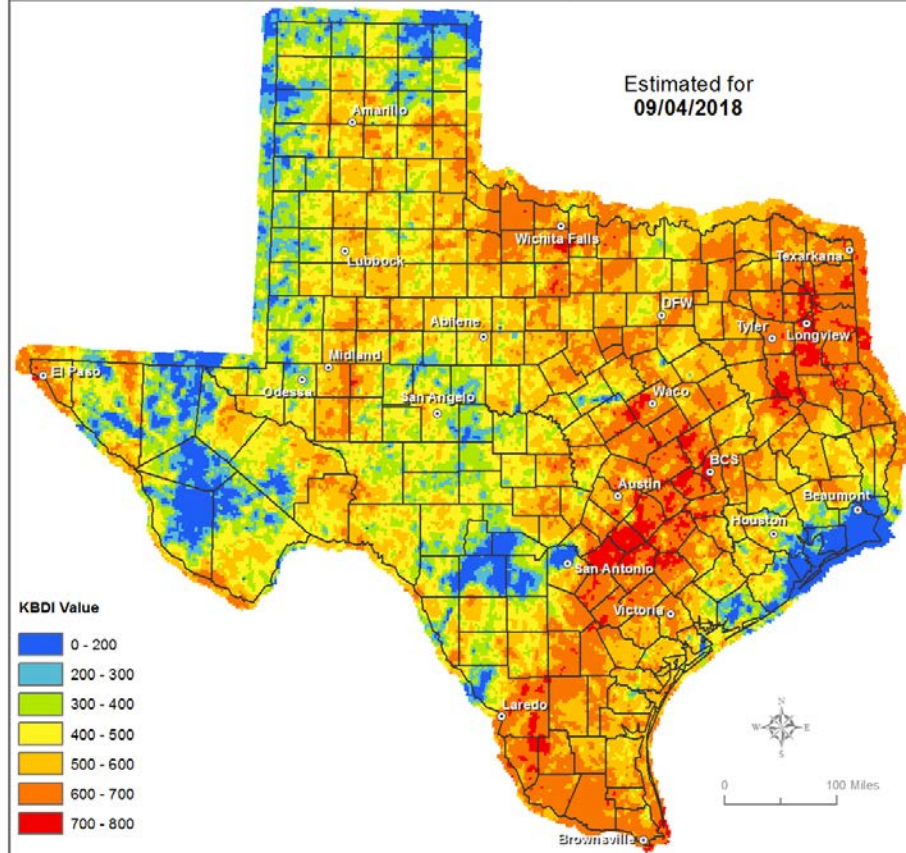 Estimated for
09/04/2018
Amarillo
Wichita Falls
Texarkana
Lubbock
DFW
Abilene
Tyler
Longview
Midland
El Paso
Odessa
San Angelo
Waco
BCS
Austin
Beaumont
Houston
San Antonio
Victoria
KBDI Value
0 - 200
200 - 300
300 - 400
400 - 500
500 - 600
600 - 700
700 - 800
Laredo
N
W
E
S
0
100 Miles
Brownsville